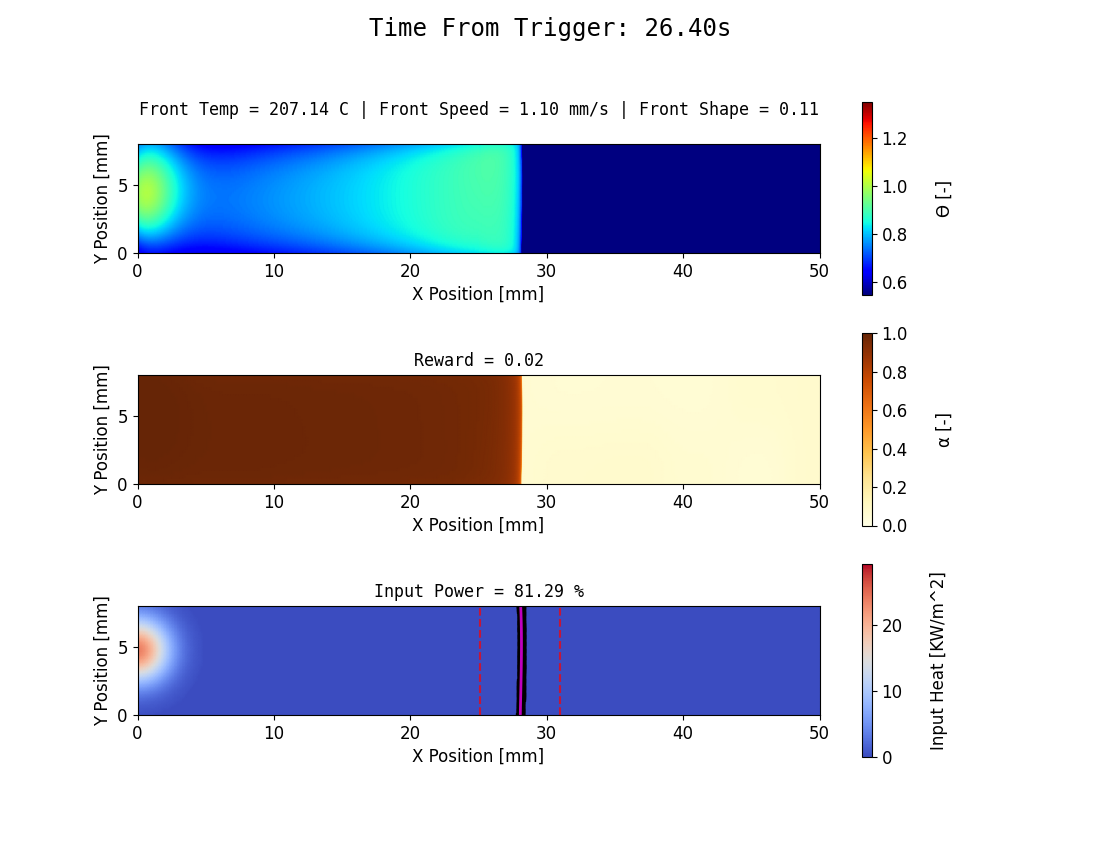 Time From Trigger: 26.40s
Front Temp = 207.14 C | Front Speed = 1.10 mm/s | Front Shape = 0.11
Y Position [mm]
5
0
0 10 20 30 40 50
X Position [mm]
1.2
1.0
0.8
0.6
Θ [-]
Reward = 0.02
Y Position [mm]
5
0
0 10 20 30 40 50
X Position [mm]
1.0
0.8
0.6
0.4
0.2
0.0
α [-]
Input Power = 81.29 %
Y Position [mm]
5
0
0 10 20 30 40 50
X Position [mm]
20
10
0
Input Heat [KW/m^2]